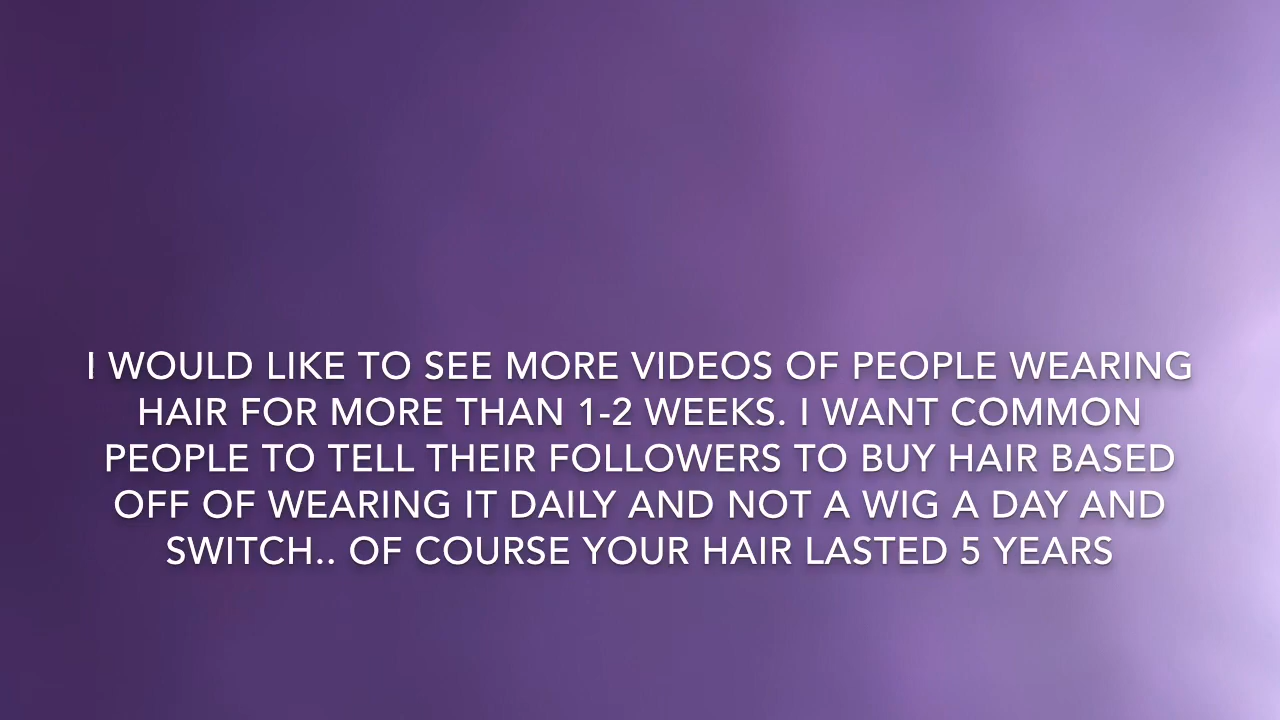 I WOULD LIKE TO SEE MORE VIDEOS OF PEOPLE WEARING
HAIR FOR MORE THAN 1-2 WEEKS. I WANT COMMON
PEOPLE TO TELL THEIR FOLLOWERS TO BUY HAIR BASED
OFF OF WEARING IT DAILY AND NOT A WIG A DAY AND
SWITCH.. OF COURSE YOUR HAIR LASTED 5 YEARS